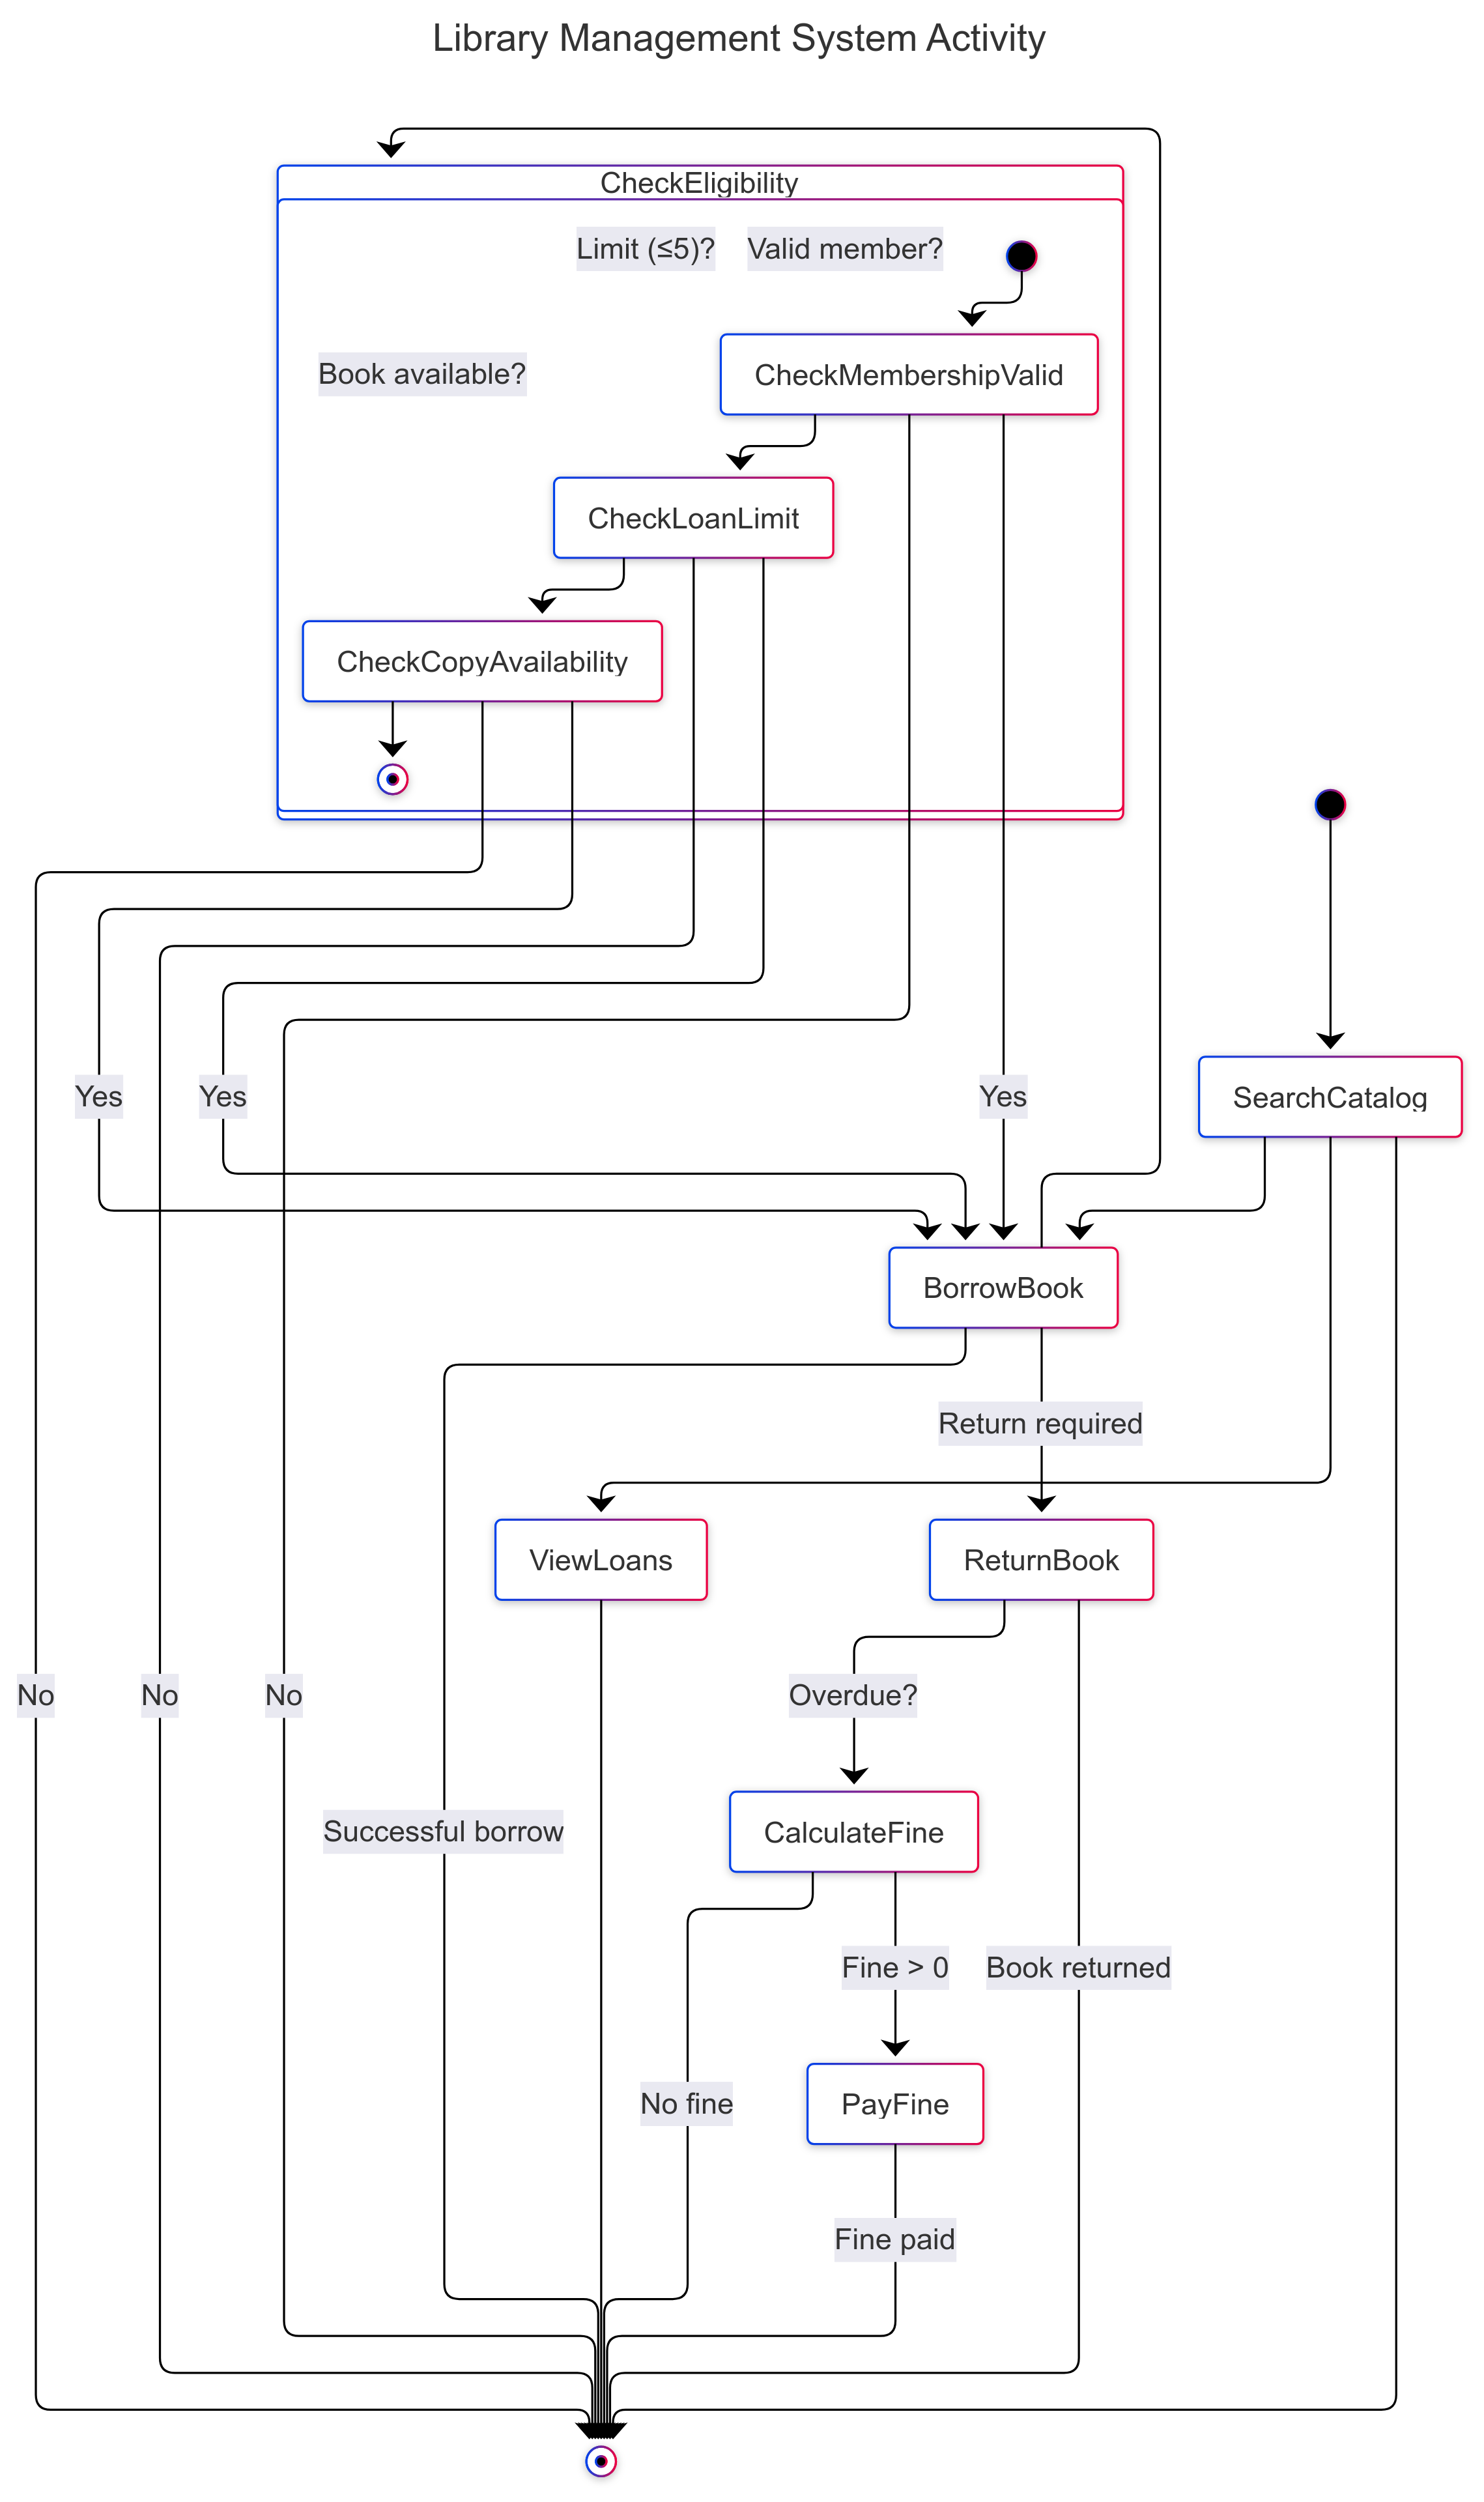 Library Management System Activity
CheckEligibility
Limit (≤5)?
Valid member?
Book available?
CheckMembershipValid
CheckLoanLimit
CheckCopyAvailability
Yes
Yes
Yes
SearchCatalog
BorrowBook
Return required
ViewLoans
ReturnBook
No
No
No
Overdue?
Successful borrow
CalculateFine
Fine > 0
Book returned
No fine
PayFine
Fine paid